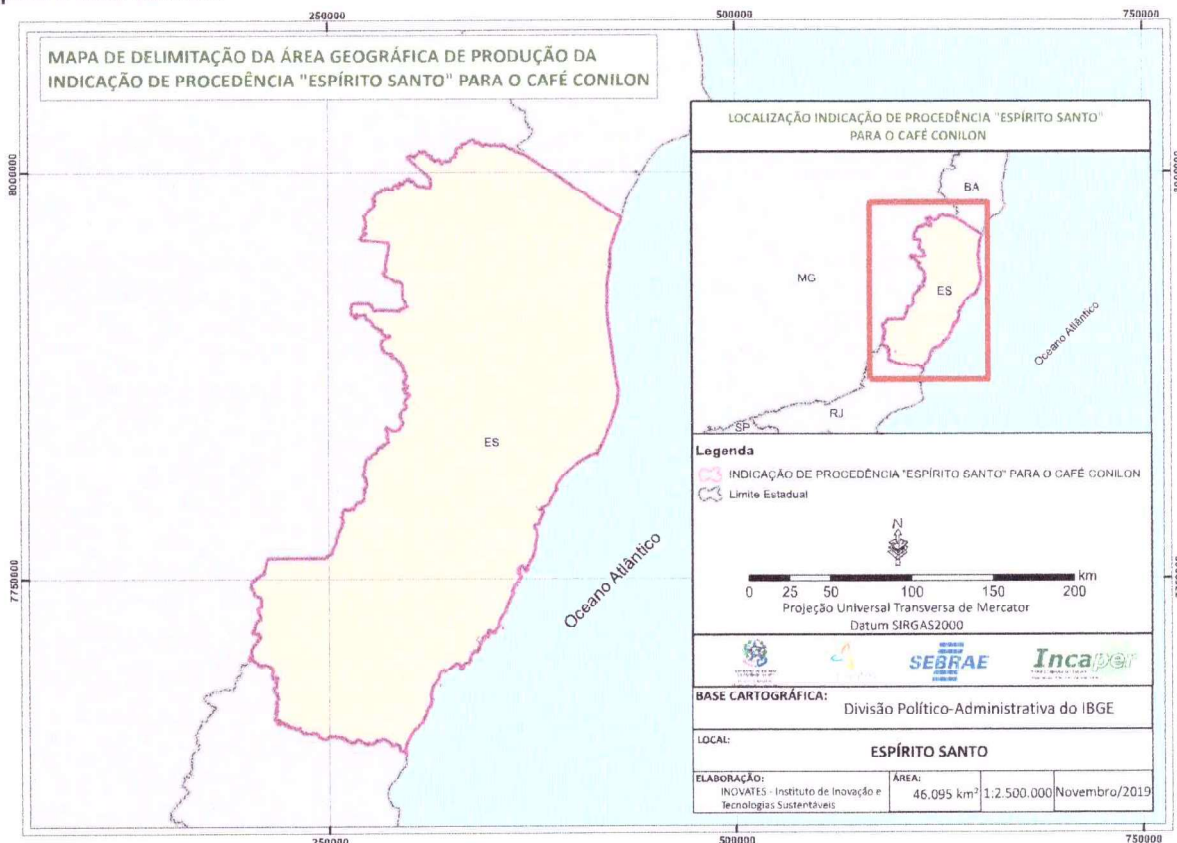 250000
500000
750000
MAPA DE DELIMITAÇÃO DA ÁREA GEOGRÁFICA DE PRODUÇÃO DA
INDICAÇÃO DE PROCEDÊNCIA "ESPÍRITO SANTO" PARA O CAFÉ CONILON
8000000
7750000
ES
Oceano Atlântico
LOCALIZAÇÃO INDICAÇÃO DE PROCEDÊNCIA "ESPÍRITO SANTO"
PARA O CAFÉ CONILON
BA
MG
ES
Oceano Atlântico
RJ
SP
Legenda
INDICAÇÃO DE PROCEDÊNCIA "ESPÍRITO SANTO" PARA O CAFÉ CONILON
Limite Estadual
N
km
0 25 50 100 150 200
Projeção Universal Transversa de Mercator
Datum SIRGAS2000
SEBRAE
Incaper
BASE CARTOGRÁFICA:
Divisão Político-Administrativa do IBGE
LOCAL:
ESPÍRITO SANTO
ELABORAÇÃO:
INOVATES - Instituto de Inovação e
Tecnologias Sustentáveis
ÁREA:
46.095 km²
1:2.500.000
Novembro/2019
250000
500000
750000